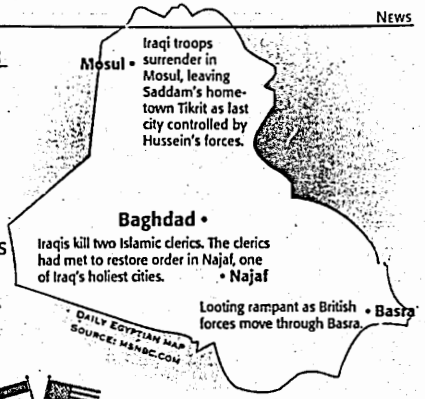 NEWS
Mosul •
Iraqi troops
surrender in
Mosul, leaving
Saddam's home-
town Tikrit as last
city controlled by
Hussein's forces.
Baghdad •
Iraqis kill two Islamic clerics. The clerics
had met to restore order in Najaf, one
of Iraq's holiest cities.
• Najaf
Looting rampant as British
forces move through Basra.
• Basra
DAILY EGYPTIAN MAP
SOURCE: MSNBC.COM